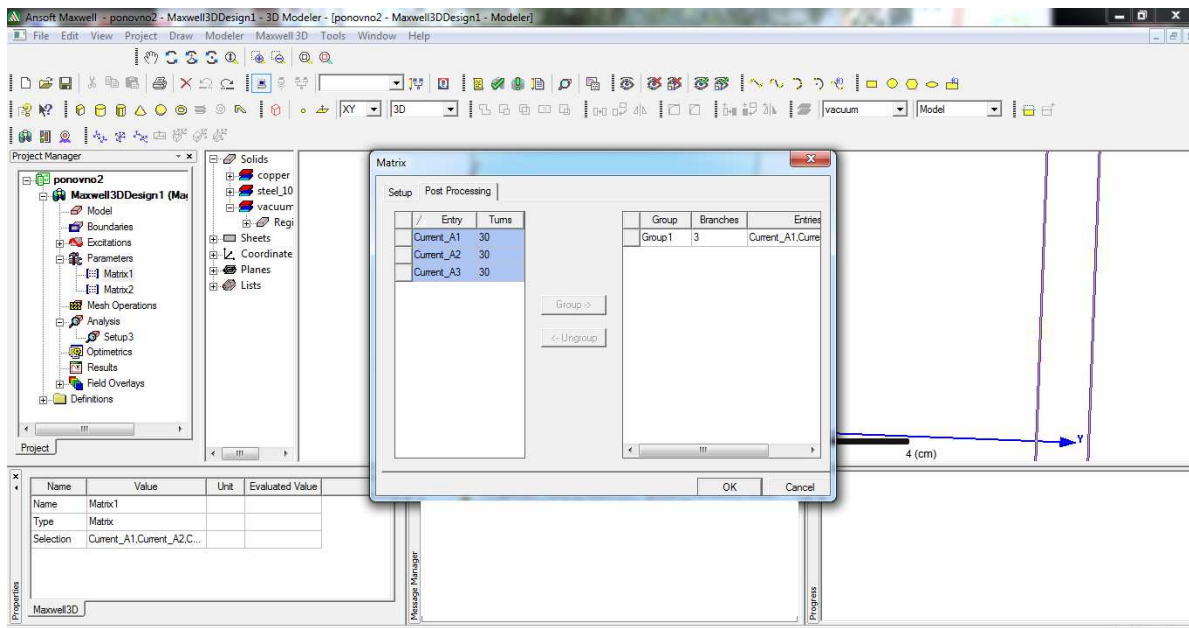 Ansoft Maxwell - ponovno2 - Maxwell3DDesign1 - 3D Modeler - [ponovno2 - Maxwell3DDesign1 - Modeler]
File Edit View Project Draw Modeler Maxwell 3D Tools Window Help
XY 3D vacuum Model
Project Manager
ponovno2
Maxwell3DDesign1 (Mag
Model
Boundaries
Excitations
Parameters
Matrix1
Matrix2
Mesh Operations
Analysis
Setup3
Optimetrics
Results
Field Overlays
Definitions
Project
Solids
copper
steel_10
vacuum
Regi
Sheets
Coordinate
Planes
Lists
Matrix
Setup Post Processing
/ Entry Turns
Current_A1 30
Current_A2 30
Current_A3 30
Group ->
<- Ungroup
Group Branches Entries
Group1 3 Current_A1,Curre
OK Cancel
Y
4 (cm)
Name Value Unit Evaluated Value
Name Matrix1
Type Matrix
Selection Current_A1,Current_A2,C...
Maxwell3D
Properties
Message Manager
Progress